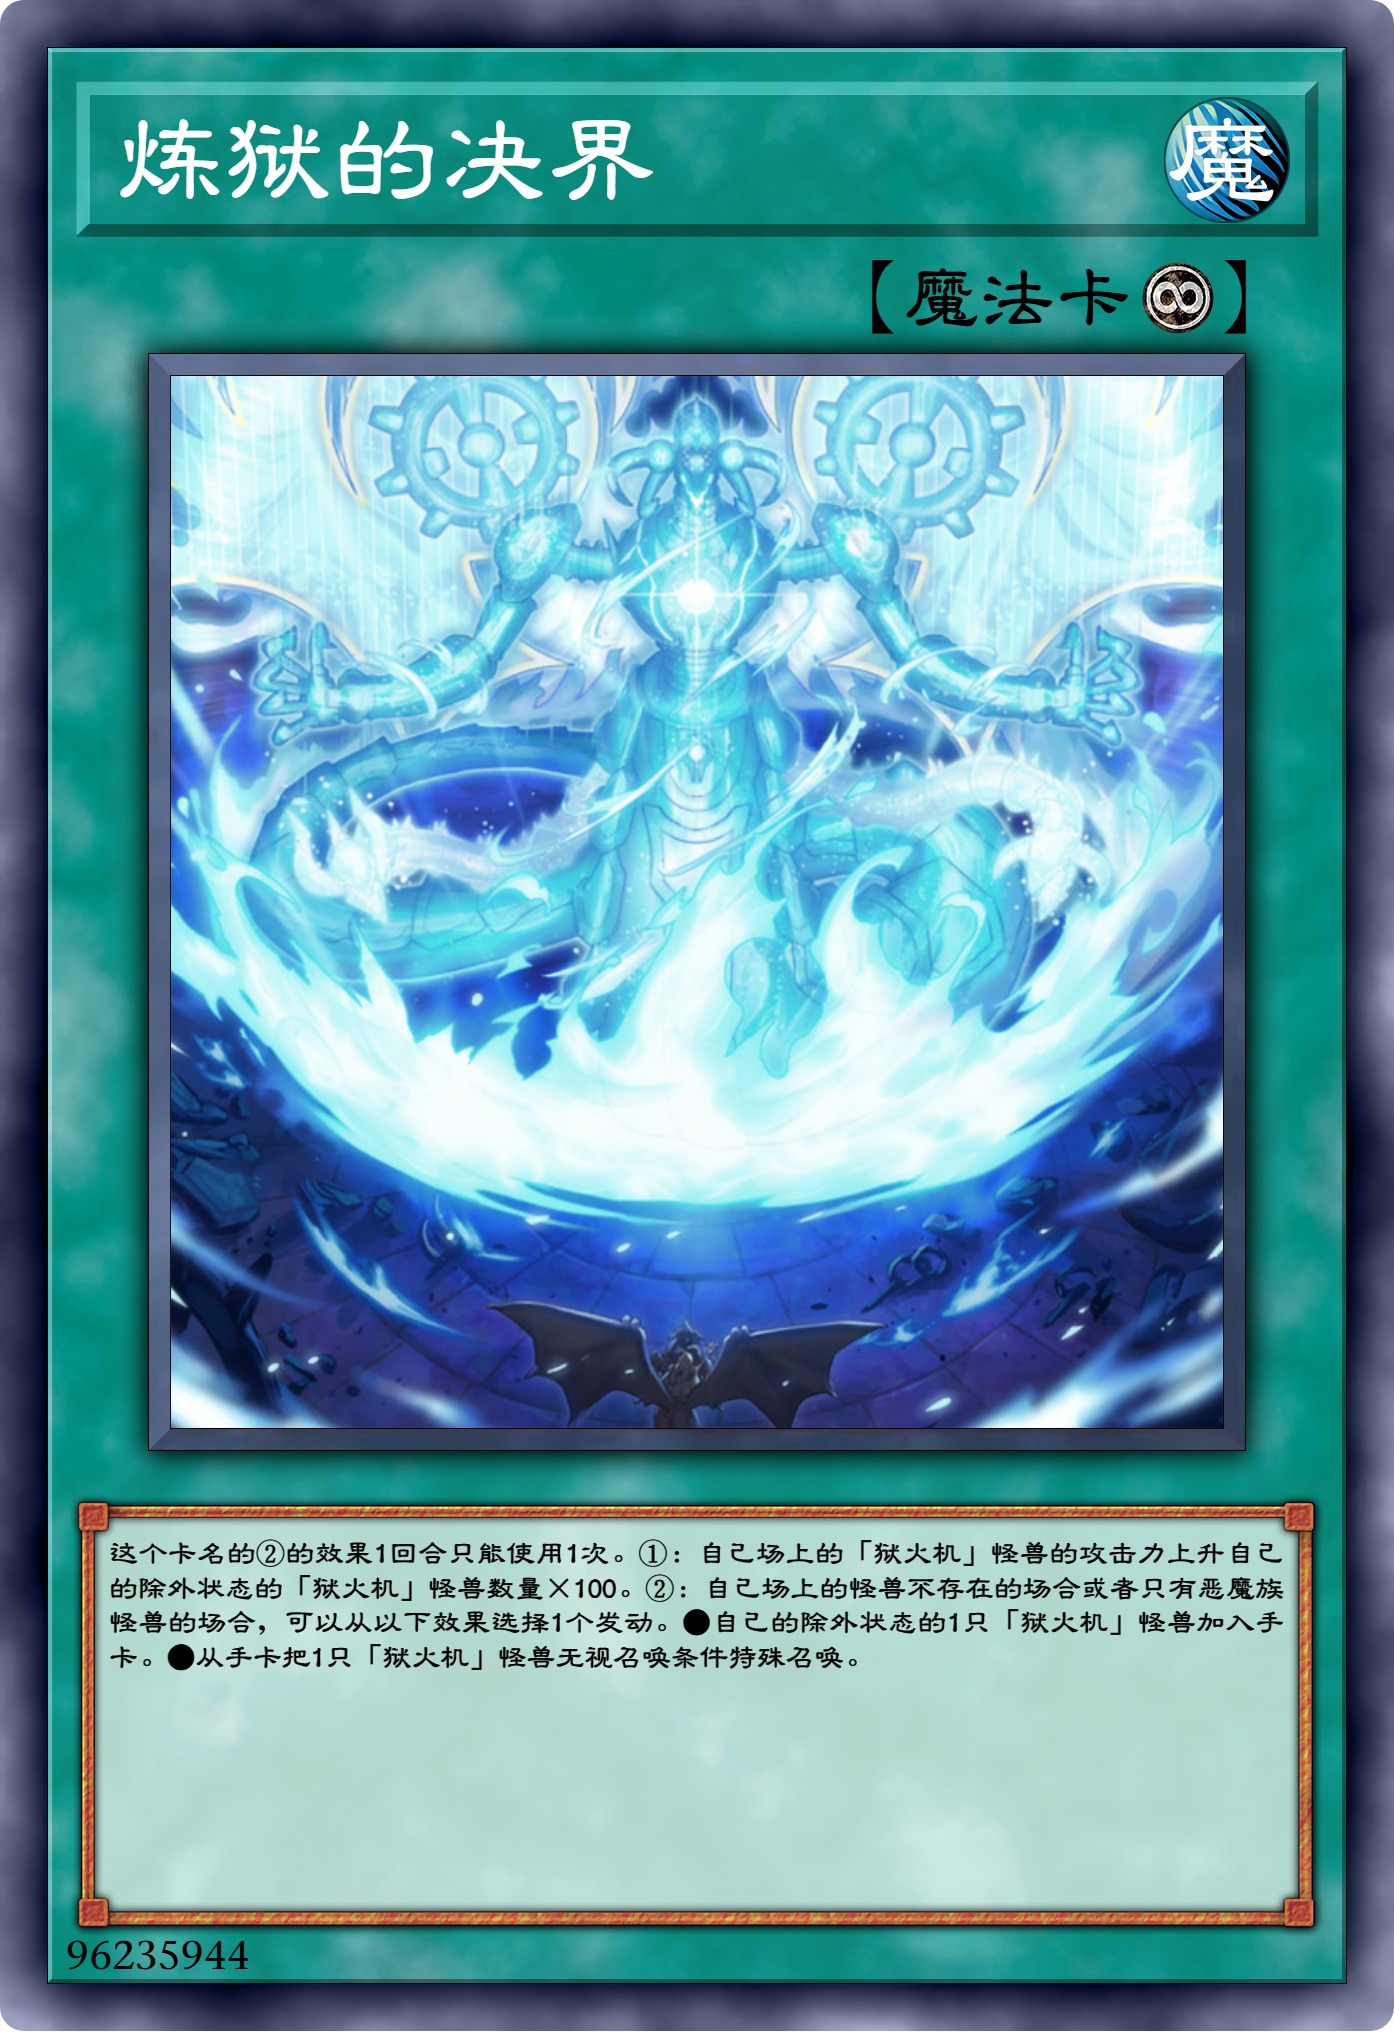 炼狱的决界
魔
【魔法卡♾】
这个卡名的②的效果1回合只能使用1次。①：自己场上的「狱火机」怪兽的攻击力上升自己
的除外状态的「狱火机」怪兽数量×100。②：自己场上的怪兽不存在的场合或者只有恶魔族
怪兽的场合，可以从以下效果选择1个发动。●自己的除外状态的1只「狱火机」怪兽加入手
卡。●从手卡把1只「狱火机」怪兽无视召唤条件特殊召唤。
96235944